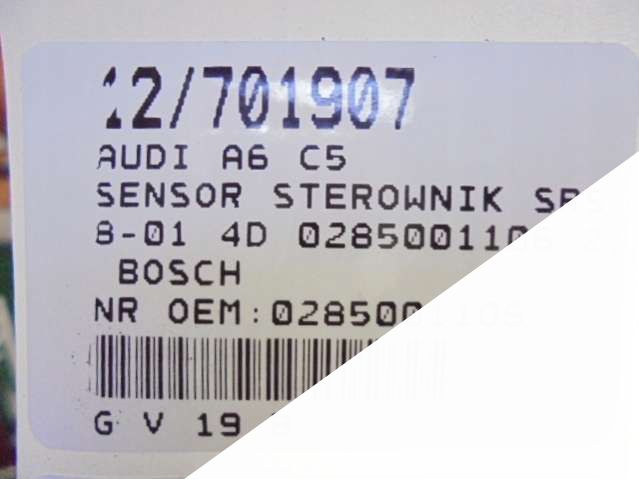 12/701907
AUDI A6 C5
SENSOR STEROWNIK
8-01 4D
BOSCH
NR OEM:
G V 19